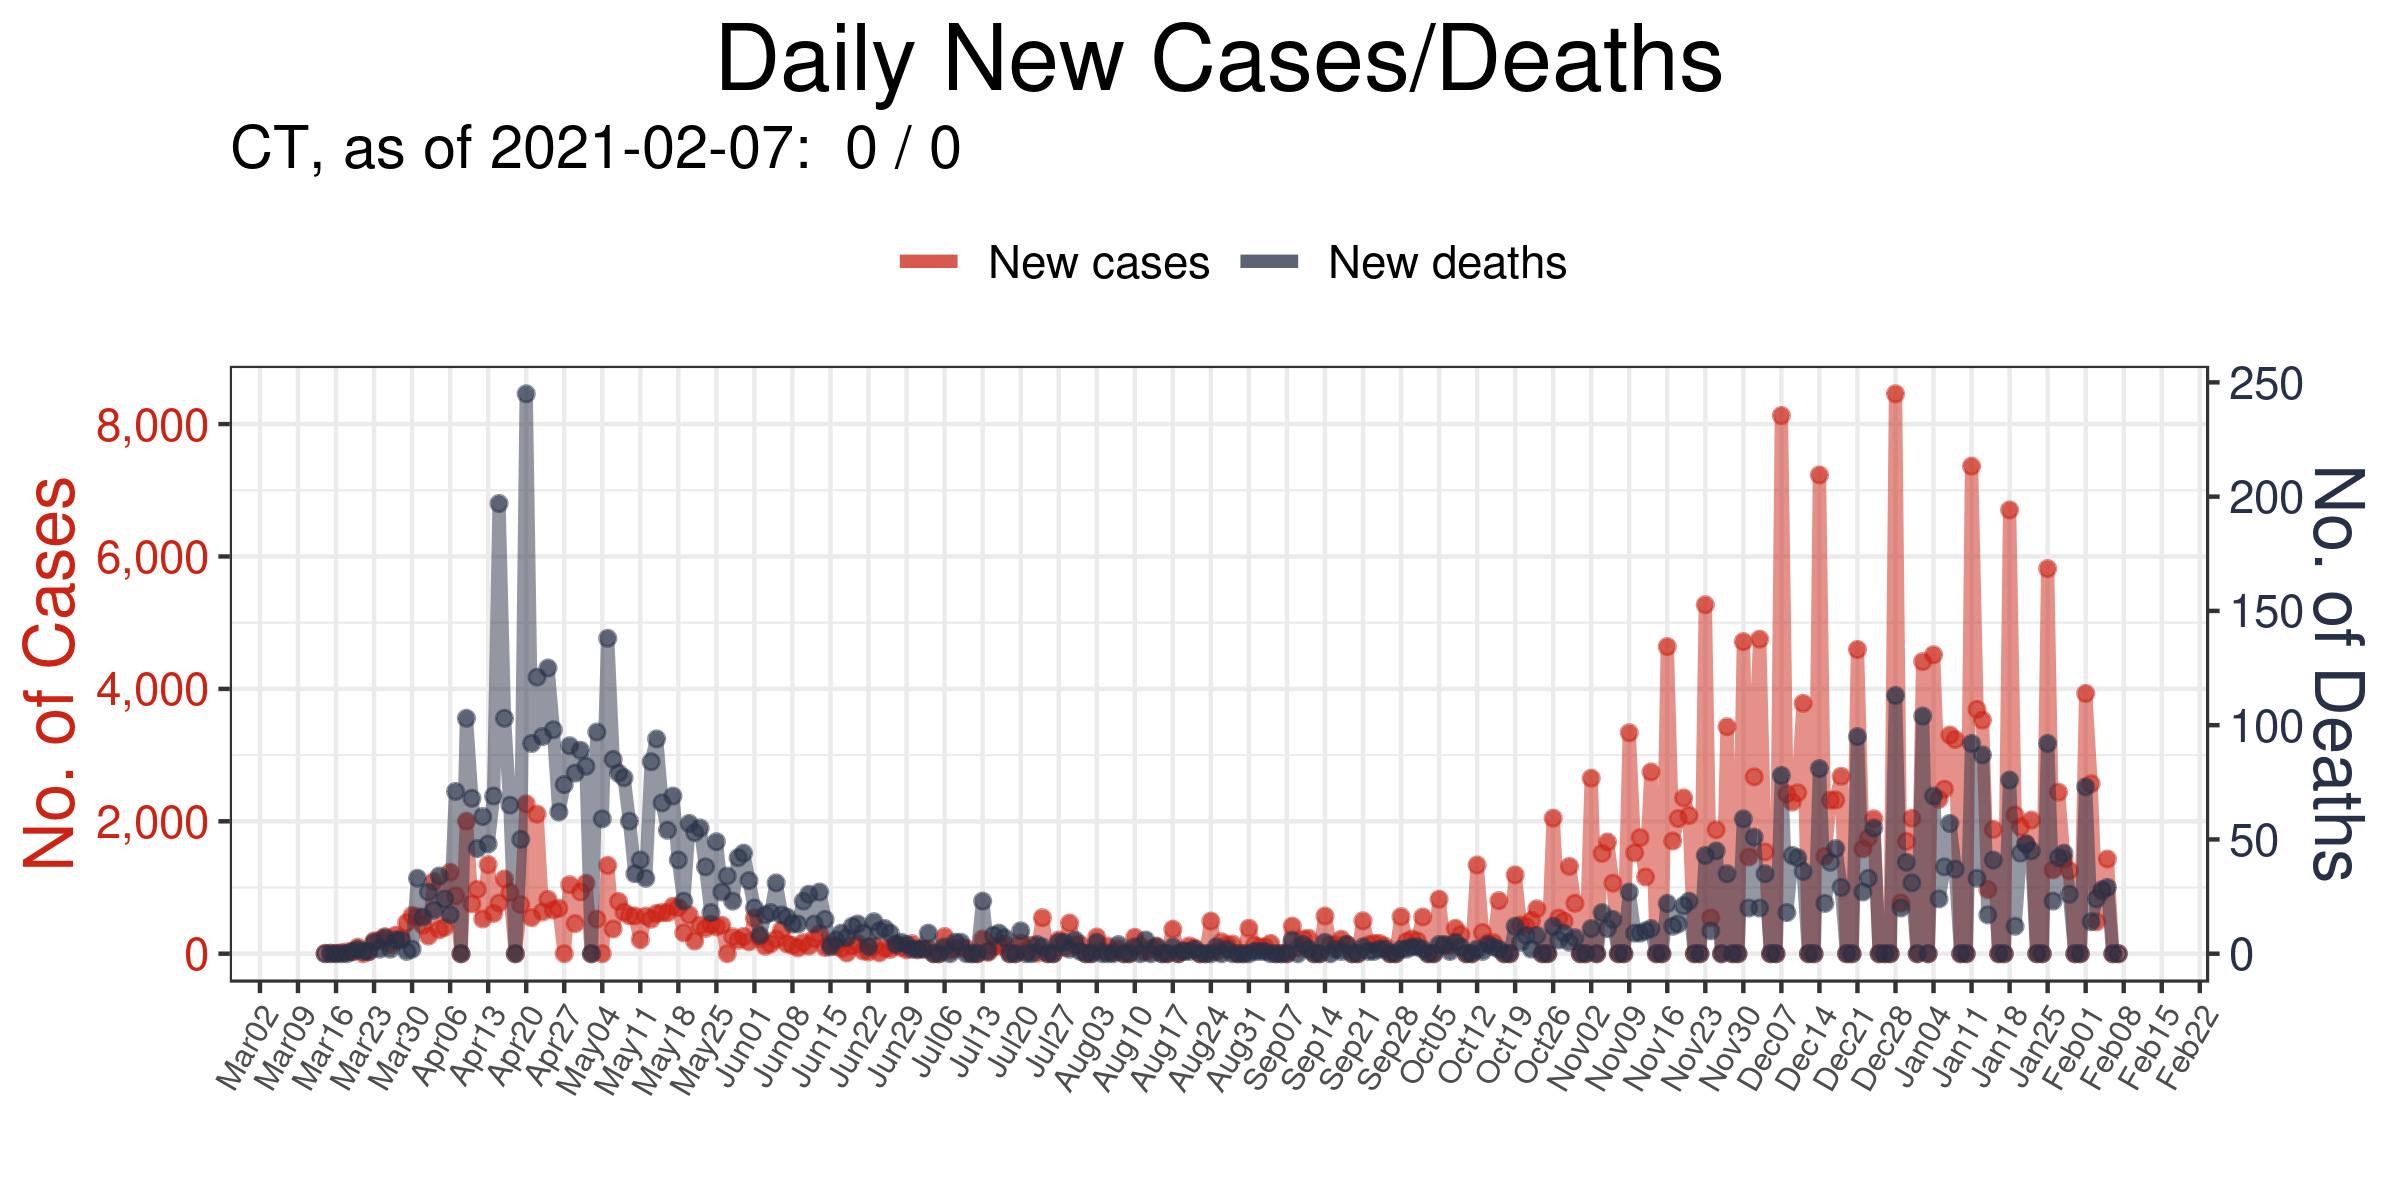 Daily New Cases/Deaths
CT, as of 2021-02-07:  0 / 0
New cases
New deaths
No. of Cases
8,000
6,000
4,000
2,000
0
250
200
150
100
50
0
No. of Deaths
Mar02
Mar09
Mar16
Mar23
Mar30
Apr06
Apr13
Apr20
Apr27
May04
May11
May18
May25
Jun01
Jun08
Jun15
Jun22
Jun29
Jul06
Jul13
Jul20
Jul27
Aug03
Aug10
Aug17
Aug24
Aug31
Sep07
Sep14
Sep21
Sep28
Oct05
Oct12
Oct19
Oct26
Nov02
Nov09
Nov16
Nov23
Nov30
Dec07
Dec14
Dec21
Dec28
Jan04
Jan11
Jan18
Jan25
Feb01
Feb08
Feb15
Feb22